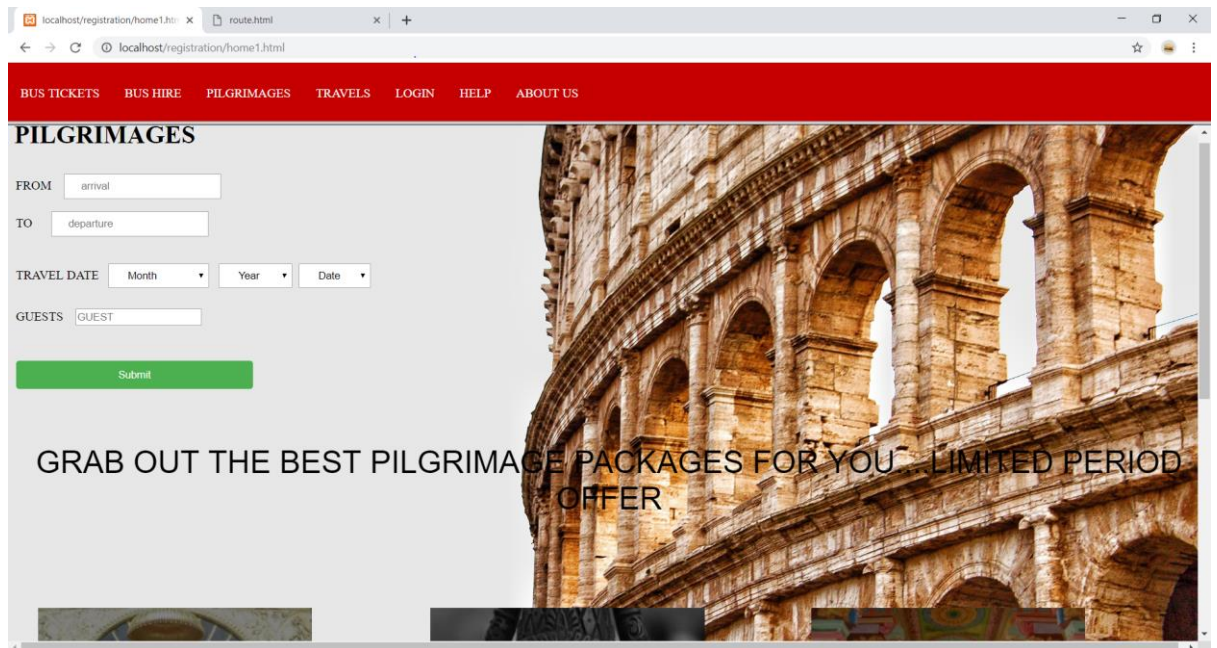 localhost/registration/home1.htm
route.html
localhost/registration/home1.html
BUS TICKETS BUS HIRE PILGRIMAGES TRAVELS LOGIN HELP ABOUT US
PILGRIMAGES
FROM arrival
TO departure
TRAVEL DATE Month Year Date
GUESTS GUEST
Submit
GRAB OUT THE BEST PILGRIMAGE PACKAGES FOR YOU....LIMITED PERIOD
OFFER